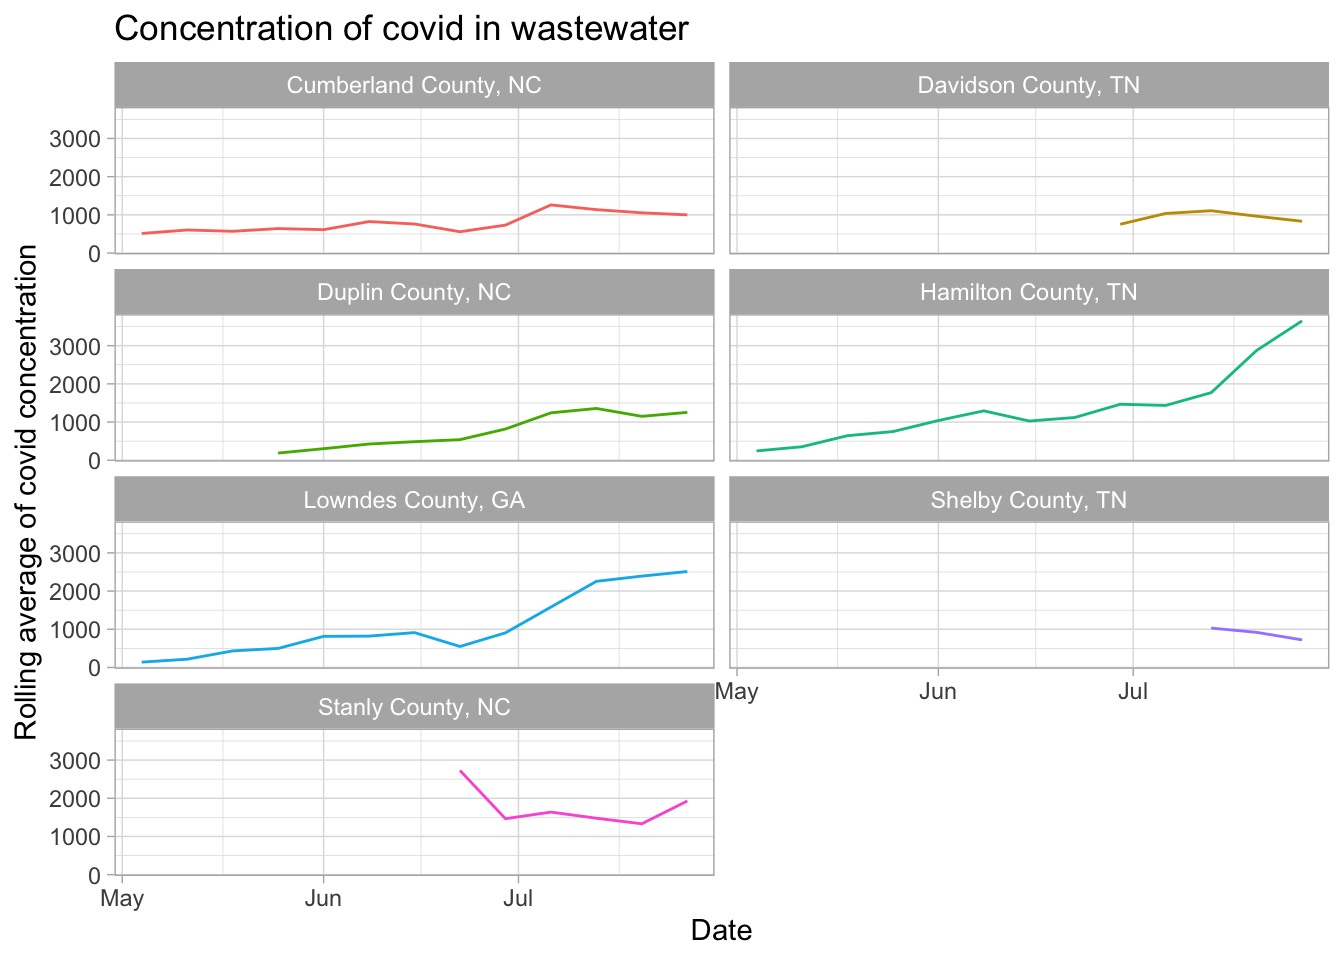 Concentration of covid in wastewater
Cumberland County, NC
Davidson County, TN
3000
2000
1000
0
Duplin County, NC
Hamilton County, TN
3000
2000
1000
0
Lowndes County, GA
Shelby County, TN
3000
2000
1000
0
May Jun Jul
Stanly County, NC
3000
2000
1000
0
May Jun Jul
Date
Rolling average of covid concentration